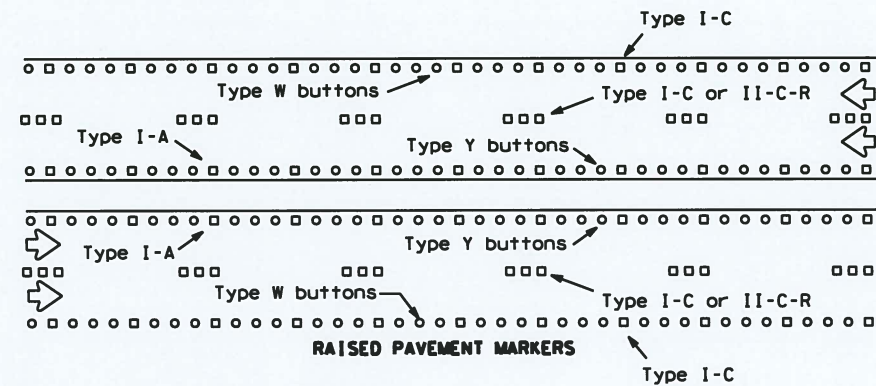 Type I-C
Type W buttons
Type I-C or II-C-R
Type I-A
Type Y buttons
Type I-A
Type Y buttons
Type W buttons
Type I-C or II-C-R
RAISED PAVEMENT MARKERS
Type I-C